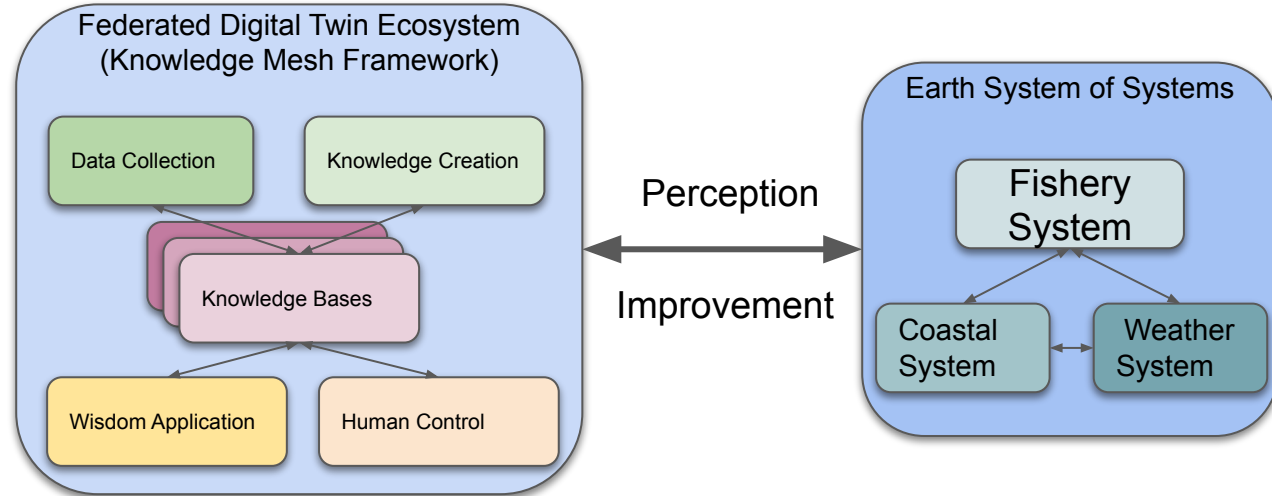 Federated Digital Twin Ecosystem
(Knowledge Mesh Framework)
Data Collection
Knowledge Creation
Knowledge Bases
Wisdom Application
Human Control
Perception
Improvement
Earth System of Systems
Fishery
System
Coastal
System
Weather
System